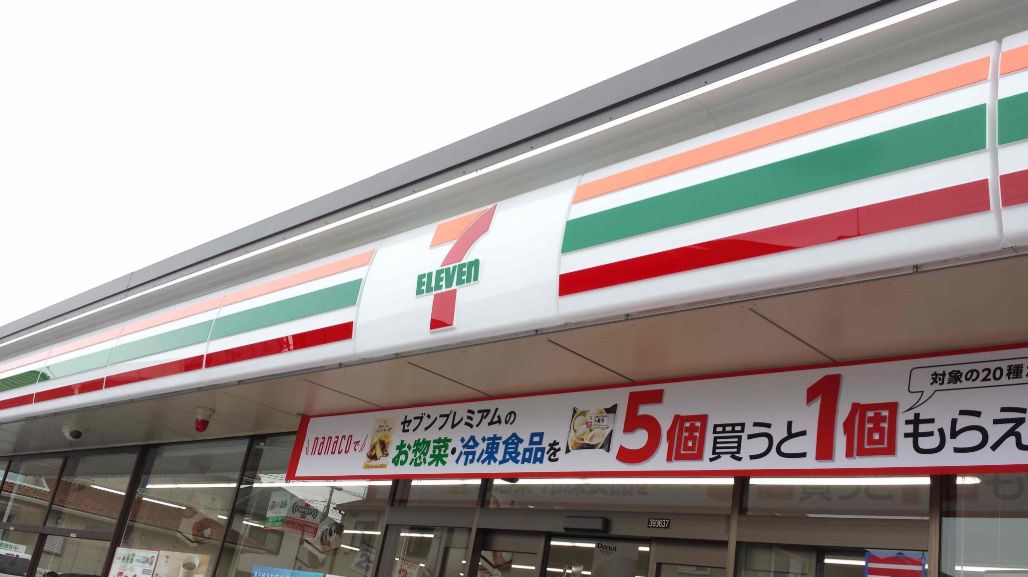 7
ELEVEN
対象の20種
nanacoで
セブンプレミアムの
お惣菜・冷凍食品を
5個買うと1個もらえ
393637
Donut